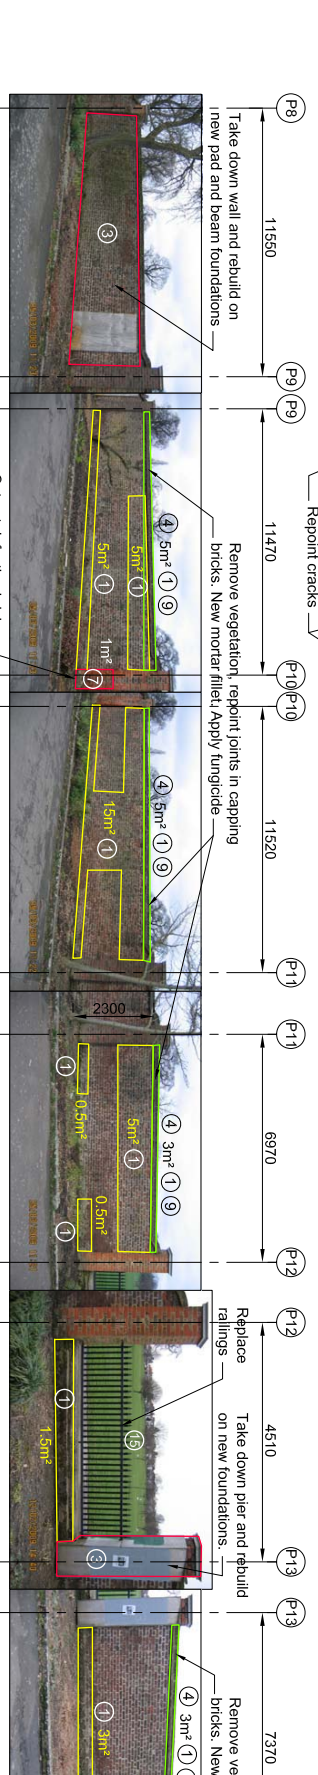 Repoint cracks
P8
11550
P9
P9
11470
P10
P10
11520
P11
P11
6970
P12
P12
4510
P13
P13
7370
Take down wall and rebuild on
new pad and beam foundations
Remove vegetation, repoint joints in capping
bricks. New mortar fillet. Apply fungicide
Replace
railings
Take down pier and rebuild
on new foundations.
bricks. New
3
4 5m² 1 9
5m² 1
5m² 1
1m²
7
4 5m² 1 9
15m² 1
2300
4 3m² 1 9
5m² 1
1
0.5m²
0.5m²
1
15
1
1.5m²
3
4 3m² 1
1 3m²